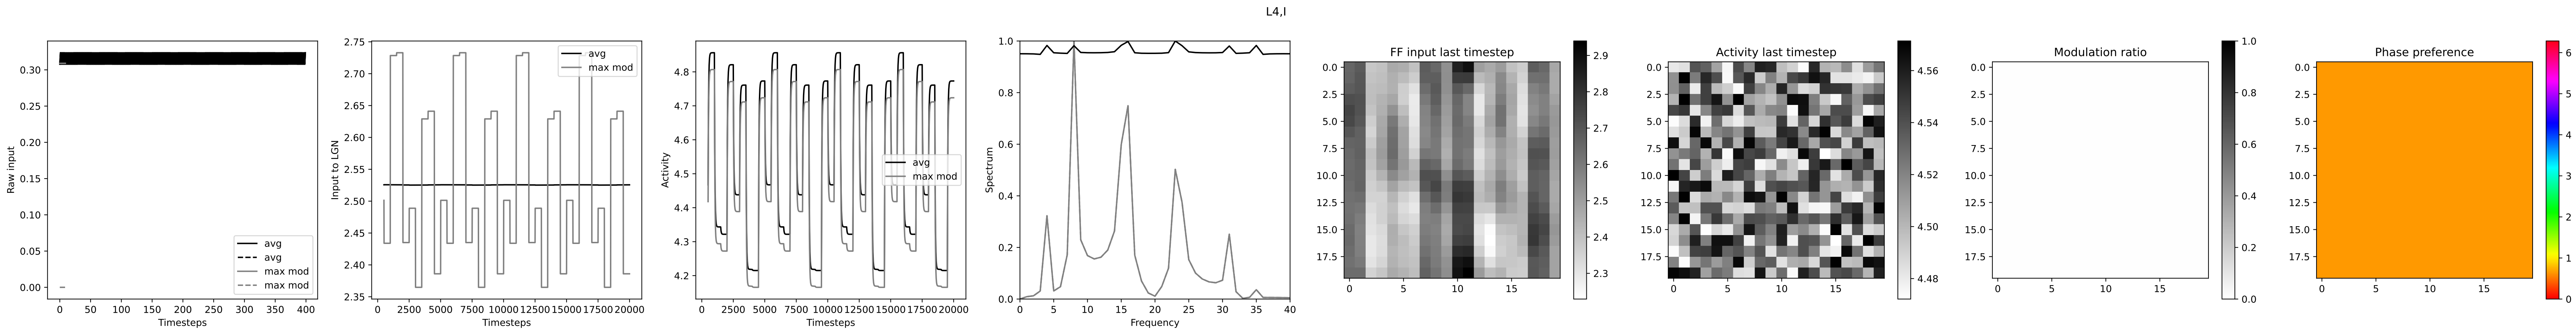 L4,I
Raw input
0.30
0.25
0.20
0.15
0.10
0.05
0.00
avg
avg
max mod
max mod
0 50 100 150 200 250 300 350 400
Timesteps
Input to LGN
2.75
2.70
2.65
2.60
2.55
2.50
2.45
2.40
2.35
avg
max mod
0 2500 5000 7500 10000 12500 15000 17500 20000
Timesteps
Activity
4.8
4.7
4.6
4.5
4.4
4.3
4.2
avg
max mod
0 2500 5000 7500 10000 12500 15000 17500 20000
Timesteps
Spectrum
1.0
0.8
0.6
0.4
0.2
0.0
0 5 10 15 20 25 30 35 40
Frequency
FF input last timestep
0.0
2.5
5.0
7.5
10.0
12.5
15.0
17.5
0 5 10 15
2.9
2.8
2.7
2.6
2.5
2.4
2.3
Activity last timestep
0.0
2.5
5.0
7.5
10.0
12.5
15.0
17.5
0 5 10 15
4.56
4.54
4.52
4.50
4.48
Modulation ratio
0.0
2.5
5.0
7.5
10.0
12.5
15.0
17.5
0 5 10 15
1.0
0.8
0.6
0.4
0.2
0.0
Phase preference
0.0
2.5
5.0
7.5
10.0
12.5
15.0
17.5
0 5 10 15
6
5
4
3
2
1
0